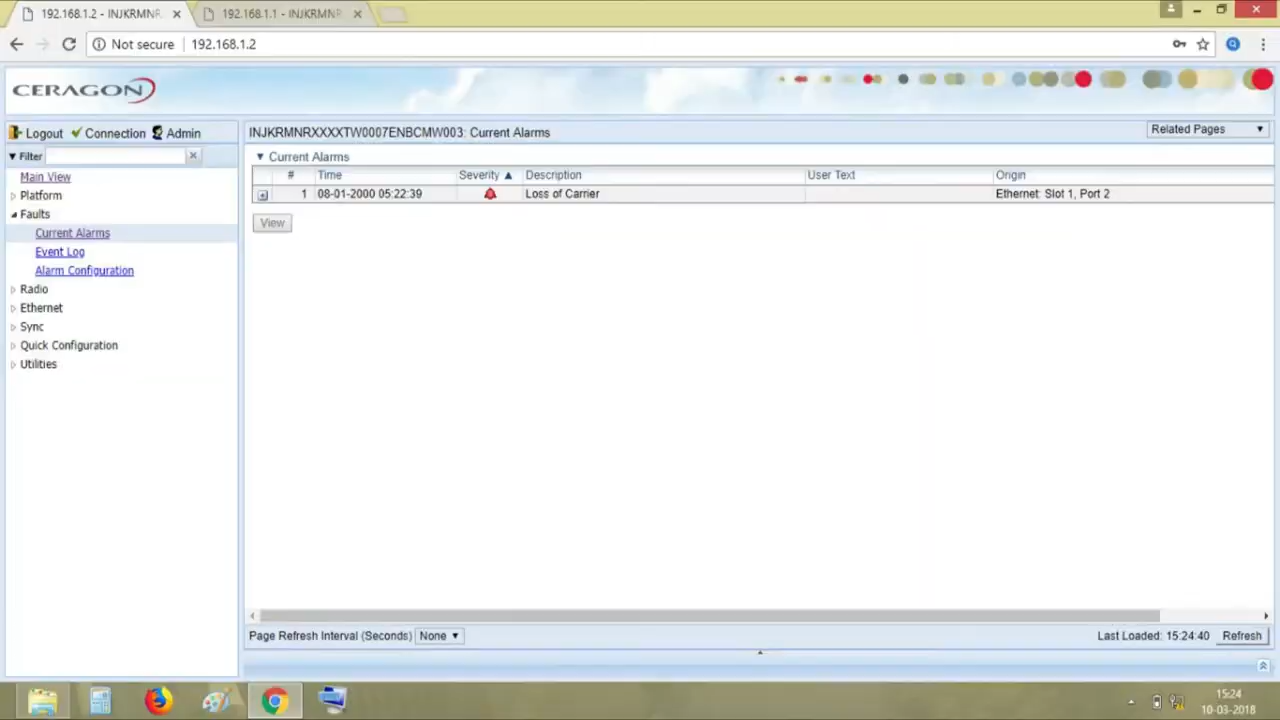 192.168.1.2 - INJKRMNR
192.168.1.1 - INJKRMNR
Not secure
192.168.1.2
CERAGON
Logout
Connection
Admin
INJKRMNRXXXXTW0007ENBCMW003: Current Alarms
Related Pages
Filter
Main View
Platform
Faults
Current Alarms
Event Log
Alarm Configuration
Radio
Ethernet
Sync
Quick Configuration
Utilities
Current Alarms
# Time Severity Description User Text Origin
1 08-01-2000 05:22:39 Loss of Carrier Ethernet: Slot 1, Port 2
View
Page Refresh Interval (Seconds) None
Last Loaded: 15:24:40 Refresh
15:24
10-03-2018